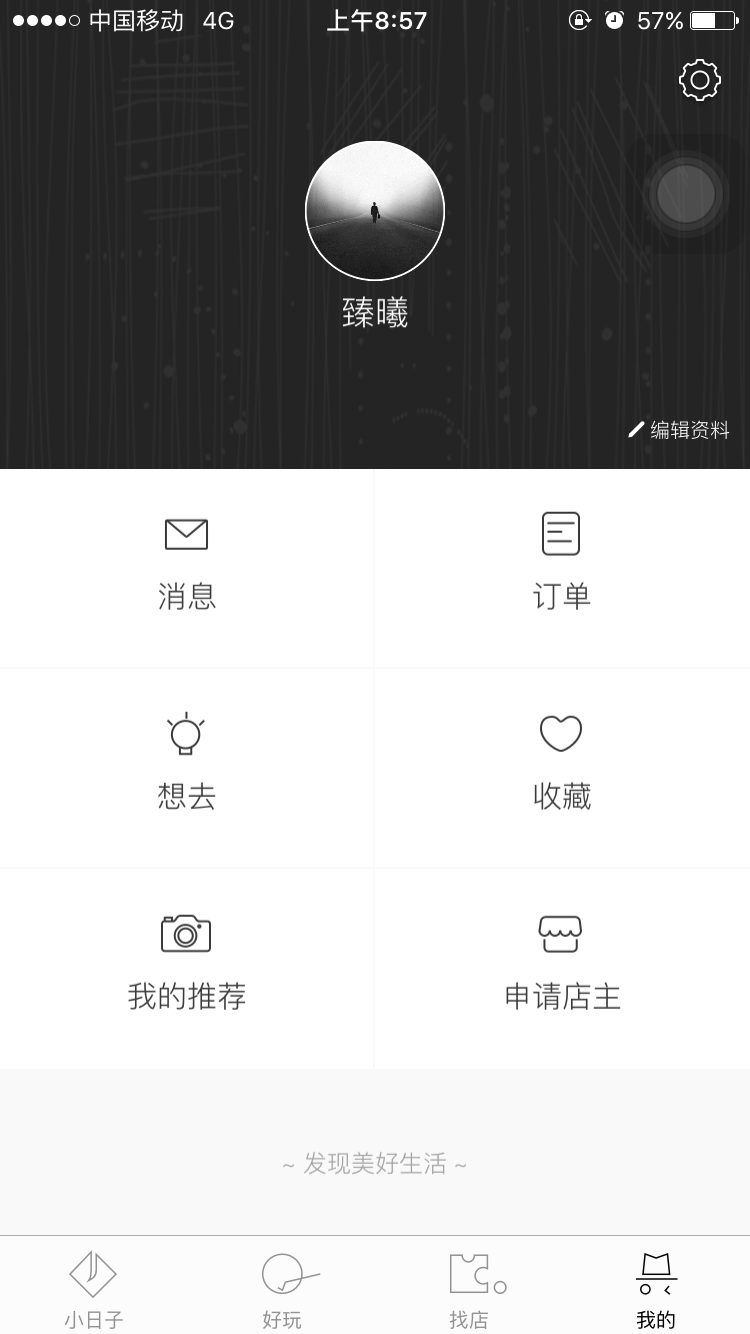 中国移动 4G 上午8:57 57%
臻曦
编辑资料
消息 订单
想去 收藏
我的推荐 申请店主
~ 发现美好生活 ~
小日子 好玩 找店 我的